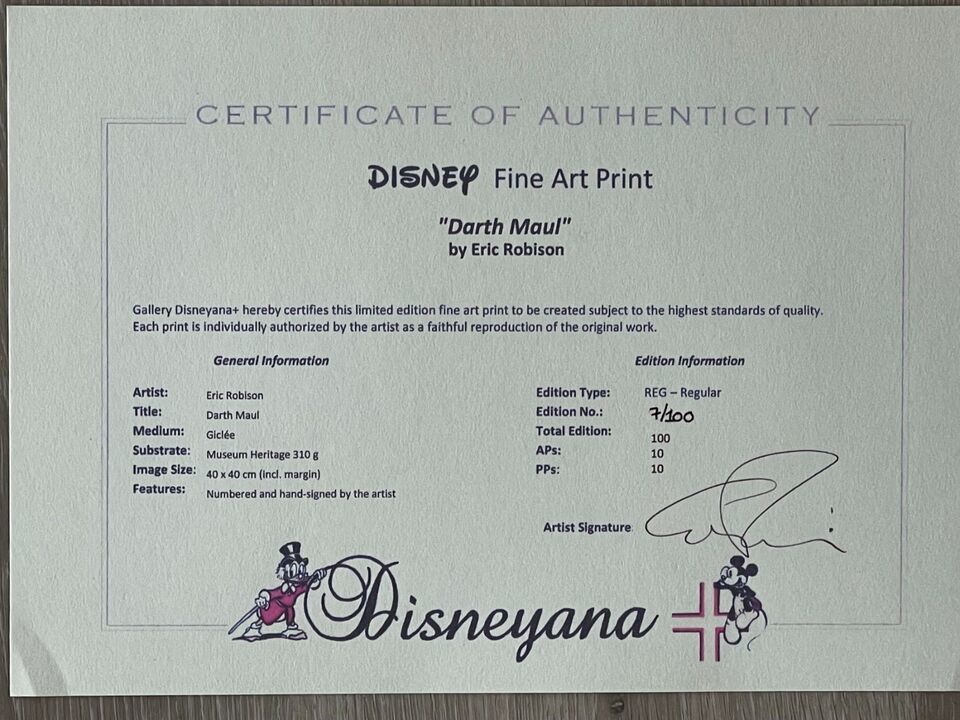 CERTIFICATE OF AUTHENTICITY
DISNEY Fine Art Print
"Darth Maul"
by Eric Robison
Gallery Disneyana+ hereby certifies this limited edition fine art print to be created subject to the highest standards of quality.
Each print is individually authorized by the artist as a faithful reproduction of the original work.
General Information
Artist: Eric Robison
Title: Darth Maul
Medium: Giclée
Substrate: Museum Heritage 310 g
Image Size: 40 x 40 cm (incl. margin)
Features: Numbered and hand-signed by the artist
Edition Information
Edition Type: REG – Regular
Edition No.: 7/100
Total Edition: 100
APs: 10
PPs: 10
Artist Signature
Disneyana+